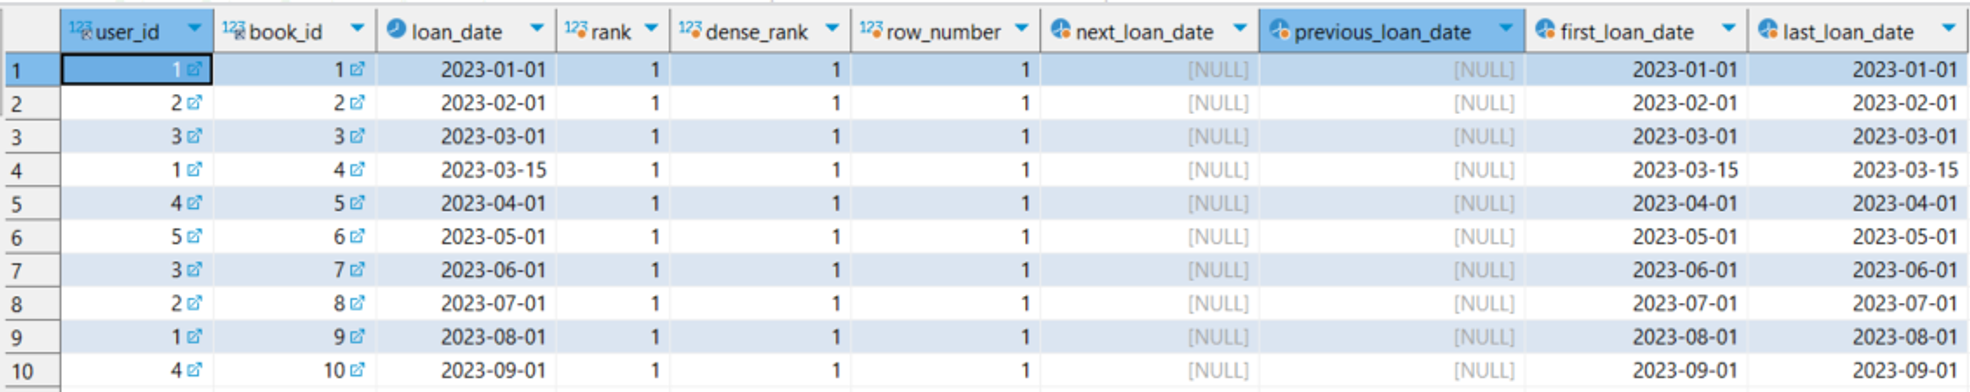 123 user_id 123 book_id loan_date 123 rank 123 dense_rank 123 row_number next_loan_date previous_loan_date first_loan_date last_loan_date
1 1 1 2023-01-01 1 1 1 [NULL] [NULL] 2023-01-01 2023-01-01
2 2 2 2023-02-01 1 1 1 [NULL] [NULL] 2023-02-01 2023-02-01
3 3 3 2023-03-01 1 1 1 [NULL] [NULL] 2023-03-01 2023-03-01
4 1 4 2023-03-15 1 1 1 [NULL] [NULL] 2023-03-15 2023-03-15
5 4 5 2023-04-01 1 1 1 [NULL] [NULL] 2023-04-01 2023-04-01
6 5 6 2023-05-01 1 1 1 [NULL] [NULL] 2023-05-01 2023-05-01
7 3 7 2023-06-01 1 1 1 [NULL] [NULL] 2023-06-01 2023-06-01
8 2 8 2023-07-01 1 1 1 [NULL] [NULL] 2023-07-01 2023-07-01
9 1 9 2023-08-01 1 1 1 [NULL] [NULL] 2023-08-01 2023-08-01
10 4 10 2023-09-01 1 1 1 [NULL] [NULL] 2023-09-01 2023-09-01